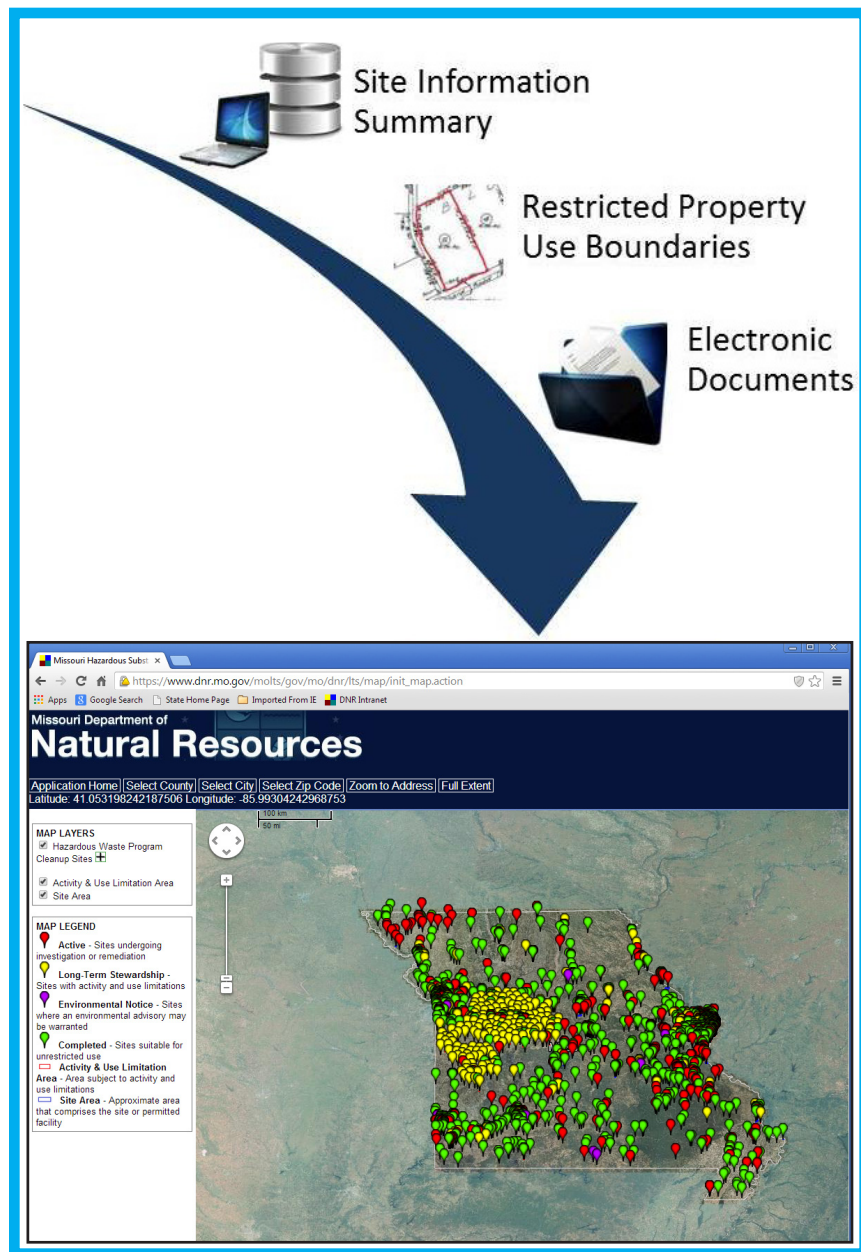 Site Information
Summary
Restricted Property
Use Boundaries
Electronic
Documents
Missouri Hazardous Subst
https://www.dnr.mo.gov/molts/gov/mo/dnr/lts/map/init_map.action
Apps Google Search State Home Page Imported From IE DNR Intranet
Missouri Department of
Natural Resources
Application Home Select County Select City Select Zip Code Zoom to Address Full Extent
Latitude: 41.053198242187506 Longitude: -85.99304242968753
100 km
50 mi
MAP LAYERS
Hazardous Waste Program
Cleanup Sites
Activity & Use Limitation Area
Site Area
MAP LEGEND
Active - Sites undergoing
investigation or remediation
Long-Term Stewardship -
Sites with activity and use limitations
Environmental Notice - Sites
where an environmental advisory may
be warranted
Completed - Sites suitable for
unrestricted use
Activity & Use Limitation
Area - Area subject to activity and
use limitations
Site Area - Approximate area
that comprises the site or permitted
facility